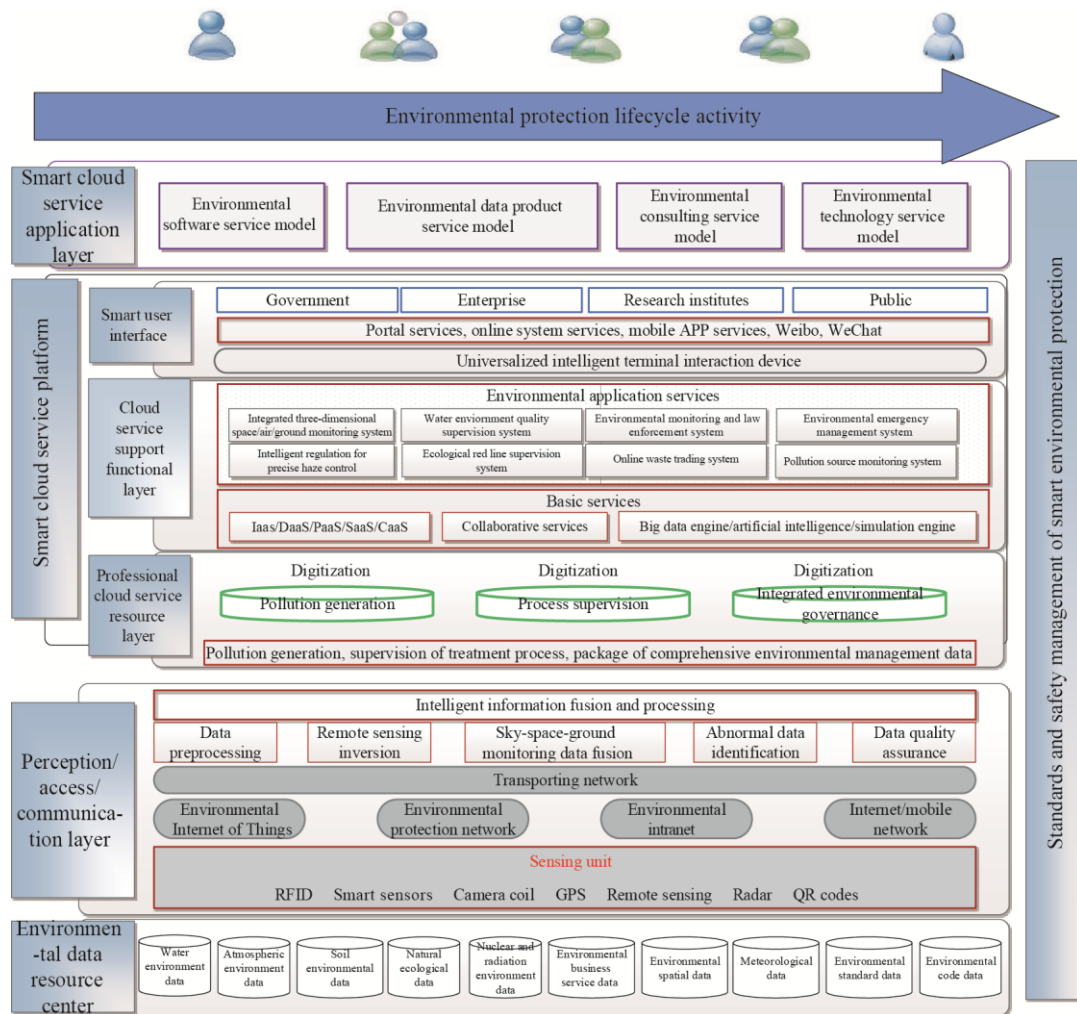 Environmental protection lifecycle activity
Smart cloud
service
application
layer
Environmental
software service model
Environmental data product
service model
Environmental
consulting service
model
Environmental
technology service
model
Smart cloud service platform
Smart user
interface
Government
Enterprise
Research institutes
Public
Portal services, online system services, mobile APP services, Weibo, WeChat
Universalized intelligent terminal interaction device
Cloud
service
support
functional
layer
Environmental application services
Integrated three-dimensional
space/air/ground monitoring system
Water enviornment quality
supervision system
Environmental monitoring and law
enforcement system
Environmental emergency
management system
Intelligent regulation for
precise haze control
Ecological red line supervision
system
Online waste trading system
Pollution source monitoring system
Basic services
Iaas/DaaS/PaaS/SaaS/CaaS
Collaborative services
Big data engine/artificial intelligence/simulation engine
Professional
cloud service
resource
layer
Digitization
Pollution generation
Digitization
Process supervision
Digitization
Integrated environmental
governance
Pollution generation, supervision of treatment process, package of comprehensive environmental management data
Perception/
access/
communica-
tion layer
Intelligent information fusion and processing
Data
preprocessing
Remote sensing
inversion
Sky-space-ground
monitoring data fusion
Abnormal data
identification
Data quality
assurance
Transporting network
Environmental
Internet of Things
Environmental
protection network
Environmental
intranet
Internet/mobile
network
Sensing unit
RFID Smart sensors Camera coil GPS Remote sensing Radar QR codes
Environmen
-tal data
resource
center
Water
environment
data
Atmospheric
environment
data
Soil
environmental
data
Natural
ecological
data
Nuclear and
radiation
environment
data
Environmental
business
service data
Environmental
spatial data
Meteorological
data
Environmental
standard data
Environmental
code data
Standards and safety management of smart environmental protection